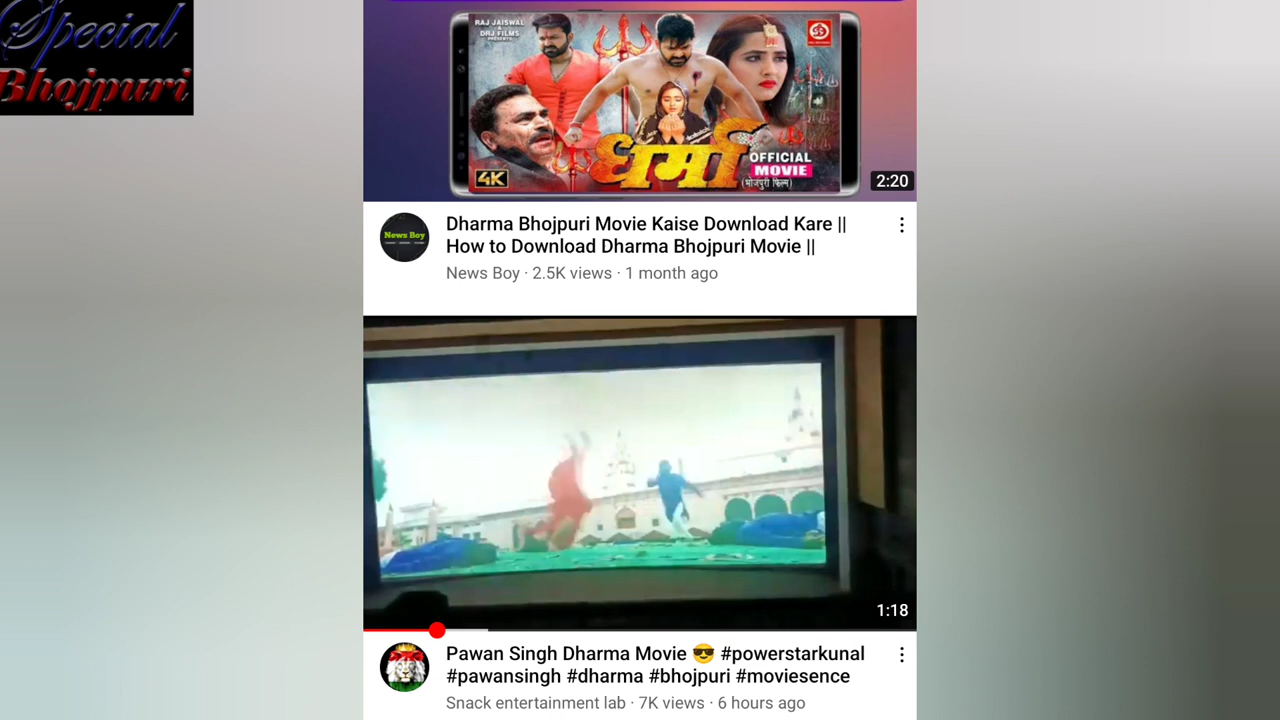 Special
Bhojpuri
RAJ JAISWAL
&
DRJ FILMS
PRESENTS
4K
धर्मा
OFFICIAL
MOVIE
(भोजपुरी फिल्म)
2:20
News Boy
Dharma Bhojpuri Movie Kaise Download Kare ||
How to Download Dharma Bhojpuri Movie ||
News Boy · 2.5K views · 1 month ago
1:18
Pawan Singh Dharma Movie 😎 #powerstarkunal
#pawansingh #dharma #bhojpuri #moviesence
Snack entertainment lab · 7K views · 6 hours ago